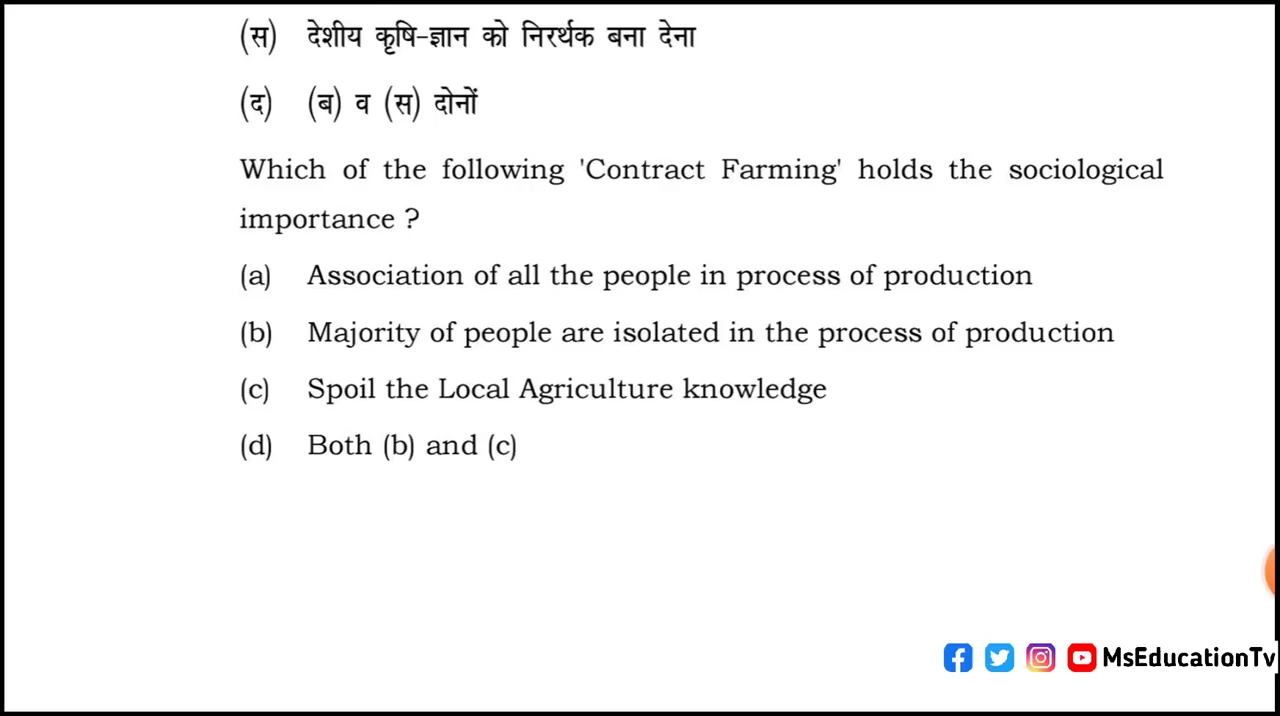 (स) देशीय कृषि-ज्ञान को निरर्थक बना देना
(द) (ब) व (स) दोनों
Which of the following 'Contract Farming' holds the sociological
importance ?
(a) Association of all the people in process of production
(b) Majority of people are isolated in the process of production
(c) Spoil the Local Agriculture knowledge
(d) Both (b) and (c)
MsEducationTv